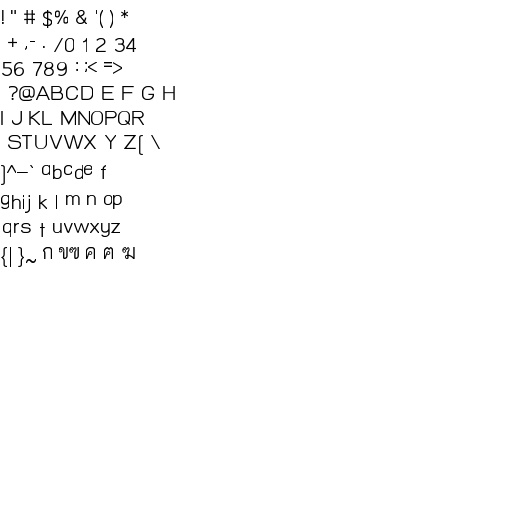 ! " # $% & '( ) *
+ ,- . /0 1 2 34
56 789 : ;< =>
?@ABCD E F G H
I J KL MNOPQR
STUVWX Y Z[ \
]^_` abcde f
ghij k l m n op
qrs t uvwxyz
{| }~ ก ขฃ ค ฅ ฆ